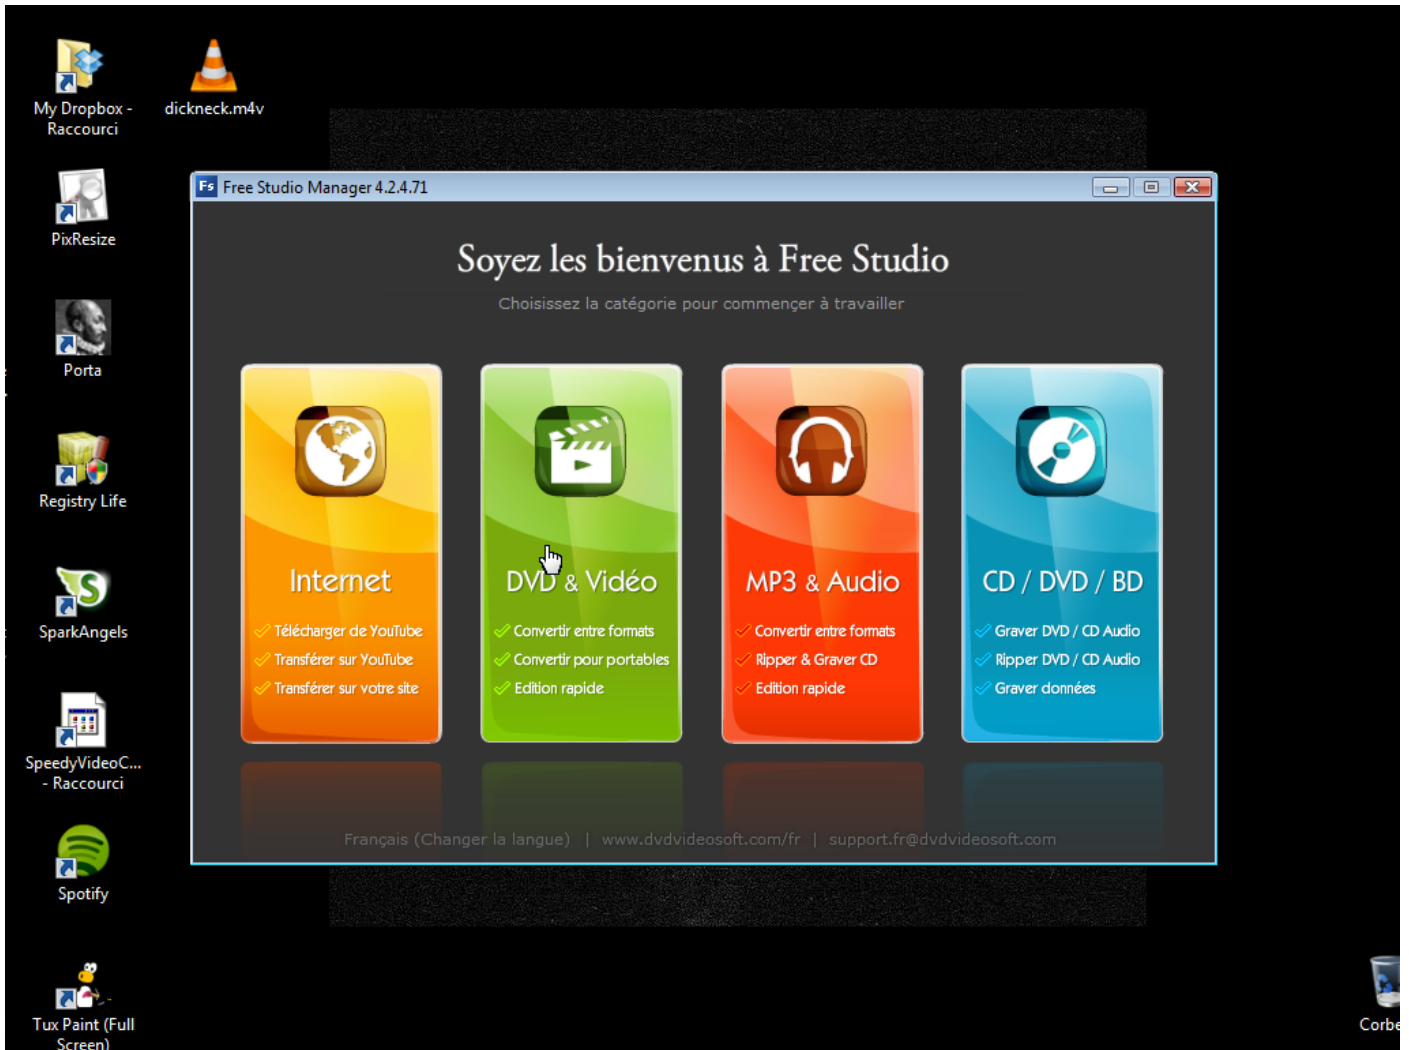 My Dropbox -
Raccourci
dickneck.m4v
PixResize
Porta
Registry Life
SparkAngels
SpeedyVideoC...
- Raccourci
Spotify
Tux Paint (Full
Screen)
Fs Free Studio Manager 4.2.4.71
Soyez les bienvenus à Free Studio
Choisissez la catégorie pour commençer à travailler
Internet
Télécharger de YouTube
Transférer sur YouTube
Transférer sur votre site
DVD & Vidéo
Convertir entre formats
Convertir pour portables
Edition rapide
MP3 & Audio
Convertir entre formats
Ripper & Graver CD
Edition rapide
CD / DVD / BD
Graver DVD / CD Audio
Ripper DVD / CD Audio
Graver données
Français (Changer la langue) | www.dvdvideosoft.com/fr | support.fr@dvdvideosoft.com
Corbe